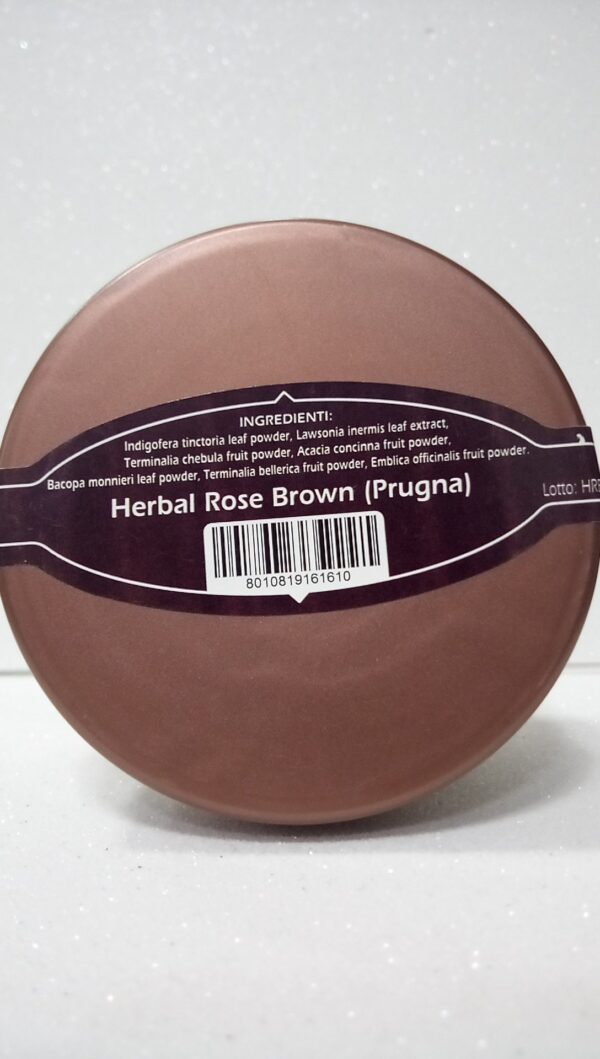 INGREDIENTI:
Indigofera tinctoria leaf powder, Lawsonia inermis leaf extract,
Terminalia chebula fruit powder, Acacia concinna fruit powder,
Bacopa monnieri leaf powder, Terminalia bellerica fruit powder, Emblica officinalis fruit powder.
Herbal Rose Brown (Prugna)
Lotto:
8010819161610